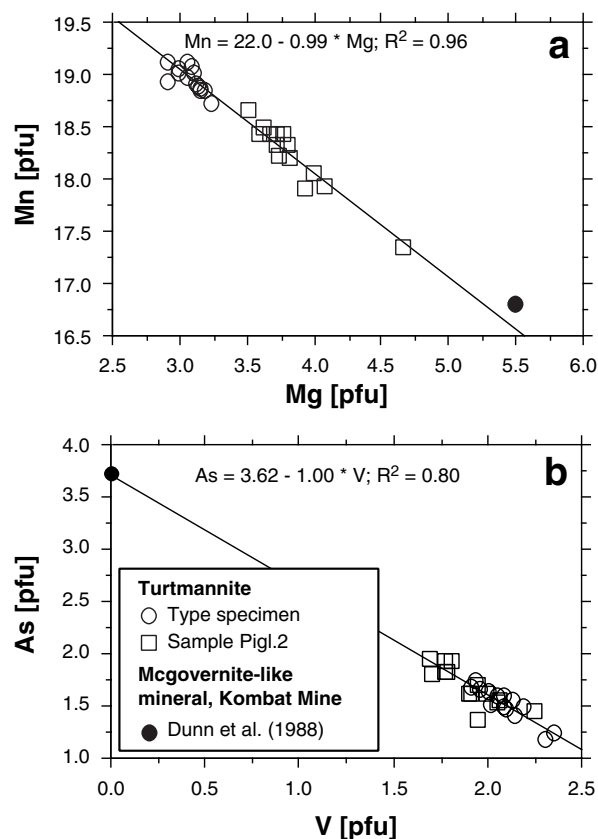 19.5
19.0
18.5
18.0
17.5
17.0
16.5
Mn [pfu]
Mn = 22.0 - 0.99 * Mg; R² = 0.96
a
2.5 3.0 3.5 4.0 4.5 5.0 5.5 6.0
Mg [pfu]
4.0
3.5
3.0
2.5
2.0
1.5
1.0
As [pfu]
As = 3.62 - 1.00 * V; R² = 0.80
b
Turtmannite
Type specimen
Sample Pigl.2
Mcgovernite-like
mineral, Kombat Mine
Dunn et al. (1988)
0.0 0.5 1.0 1.5 2.0 2.5
V [pfu]